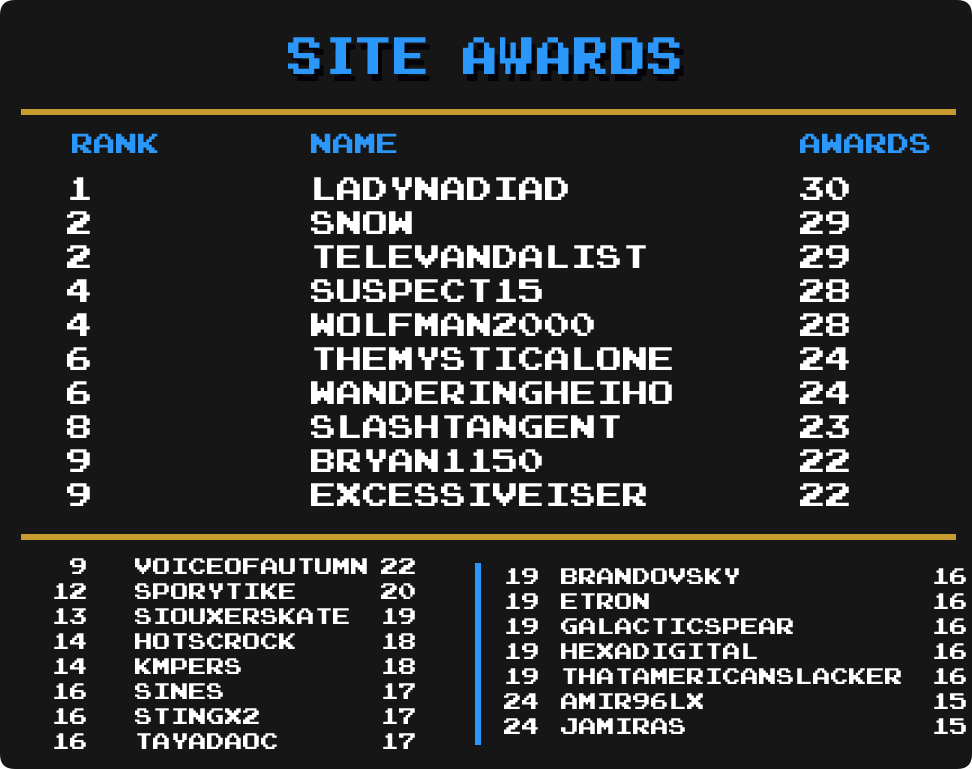 SITE AWARDS
RANK NAME AWARDS
1 LADYNADIAD 30
2 SNOW 29
2 TELEVANDALIST 29
4 SUSPECT15 28
4 WOLFMAN2000 28
6 THEMYSTICALONE 24
6 WANDERINGHEIHO 24
8 SLASHTANGENT 23
9 BRYAN1150 22
9 EXCESSIVEISER 22
9 VOICEOFAUTUMN 22
12 SPORYTIKE 20
13 SIOUXERSKATE 19
14 HOTSCROCK 18
14 KMPERS 18
16 SINES 17
16 STINGX2 17
16 TAYADAOC 17
19 BRANDOVSKY 16
19 ETRON 16
19 GALACTICSPEAR 16
19 HEXADIGITAL 16
19 THATAMERICANSLACKER 16
24 AMIR96LX 15
24 JAMIRAS 15